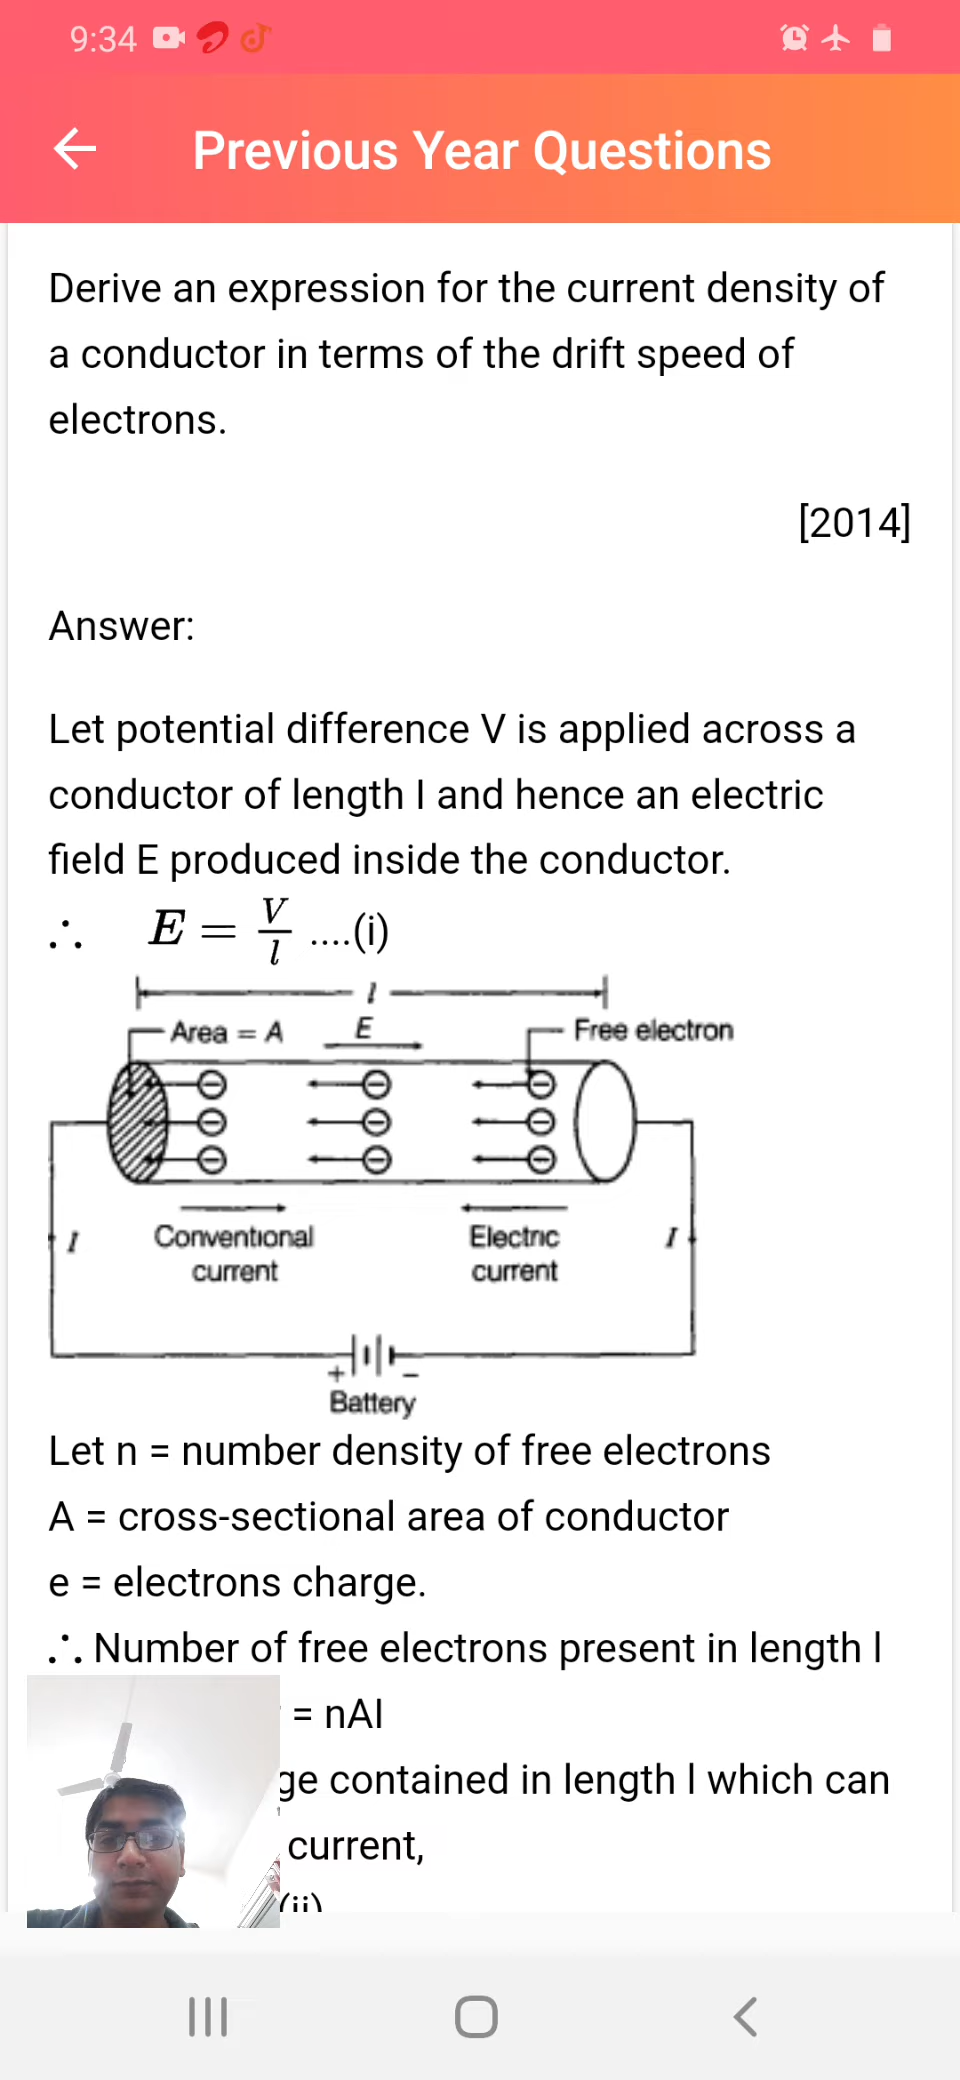 9:34
Previous Year Questions
Derive an expression for the current density of
a conductor in terms of the drift speed of
electrons.
[2014]
Answer:
Let potential difference V is applied across a
conductor of length l and hence an electric
field E produced inside the conductor.
∴ E = V/l ....(i)
l
Area = A E Free electron
Conventional Electric
current current
I I
+ −
Battery
Let n = number density of free electrons
A = cross-sectional area of conductor
e = electrons charge.
∴ Number of free electrons present in length l
= nAl
ge contained in length l which can
current,
(ii)